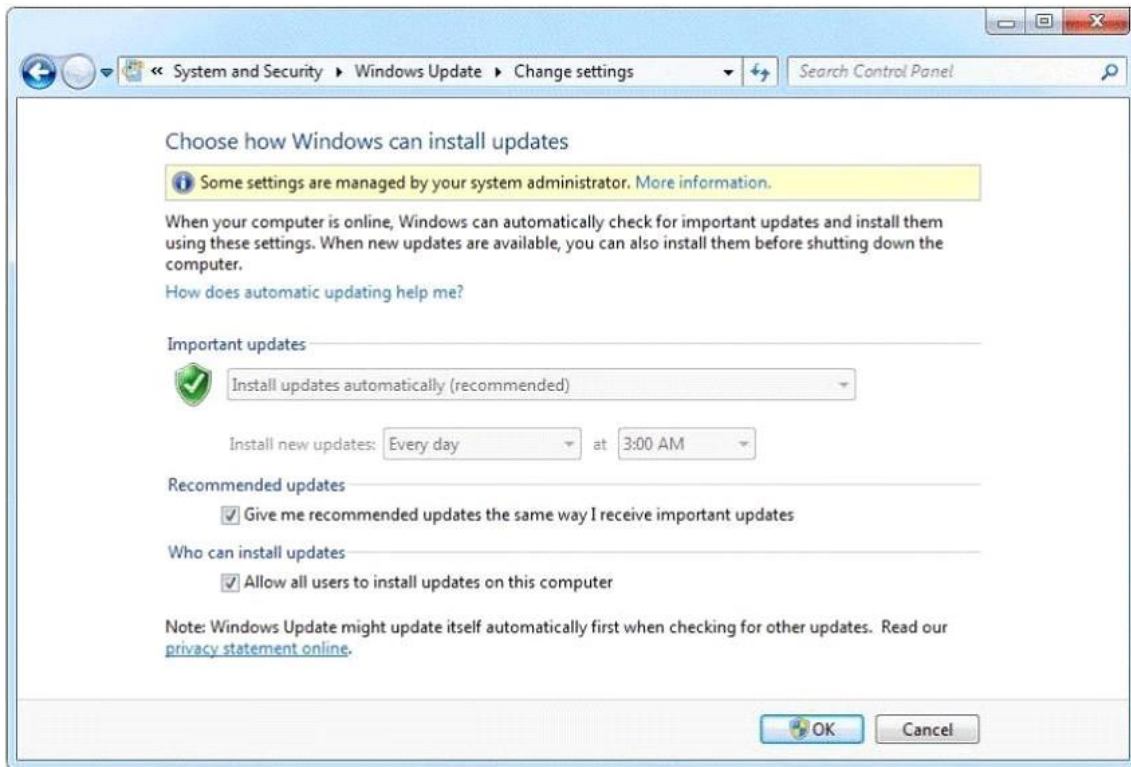 « System and Security ▸ Windows Update ▸ Change settings
Search Control Panel
Choose how Windows can install updates
Some settings are managed by your system administrator. More information.
When your computer is online, Windows can automatically check for important updates and install them
using these settings. When new updates are available, you can also install them before shutting down the
computer.
How does automatic updating help me?
Important updates
Install updates automatically (recommended)
Install new updates: Every day at 3:00 AM
Recommended updates
Give me recommended updates the same way I receive important updates
Who can install updates
Allow all users to install updates on this computer
Note: Windows Update might update itself automatically first when checking for other updates. Read our
privacy statement online.
OK Cancel